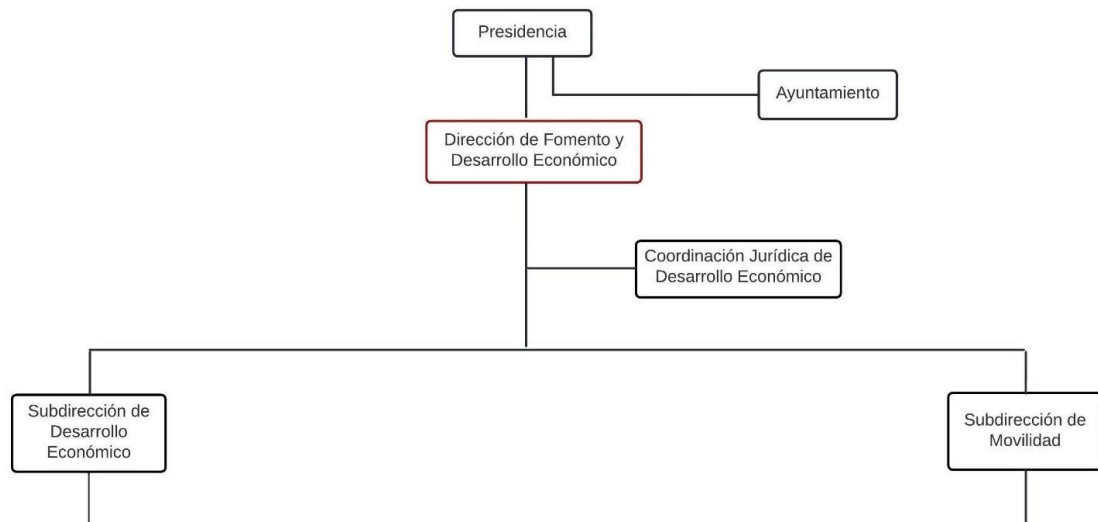 Presidencia
Ayuntamiento
Dirección de Fomento y
Desarrollo Económico
Coordinación Jurídica de
Desarrollo Económico
Subdirección de
Desarrollo
Económico
Subdirección de
Movilidad